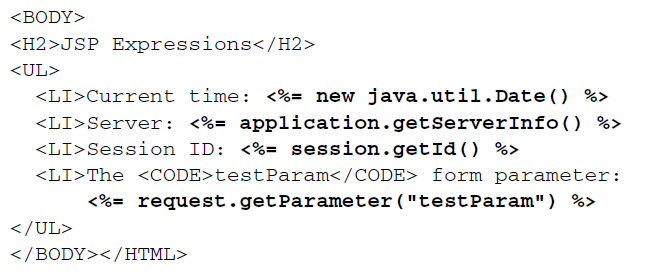 <BODY>
<H2>JSP Expressions</H2>
<UL>
  <LI>Current time: <%= new java.util.Date() %>
  <LI>Server: <%= application.getServerInfo() %>
  <LI>Session ID: <%= session.getId() %>
  <LI>The <CODE>testParam</CODE> form parameter:
      <%= request.getParameter("testParam") %>
</UL>
</BODY></HTML>